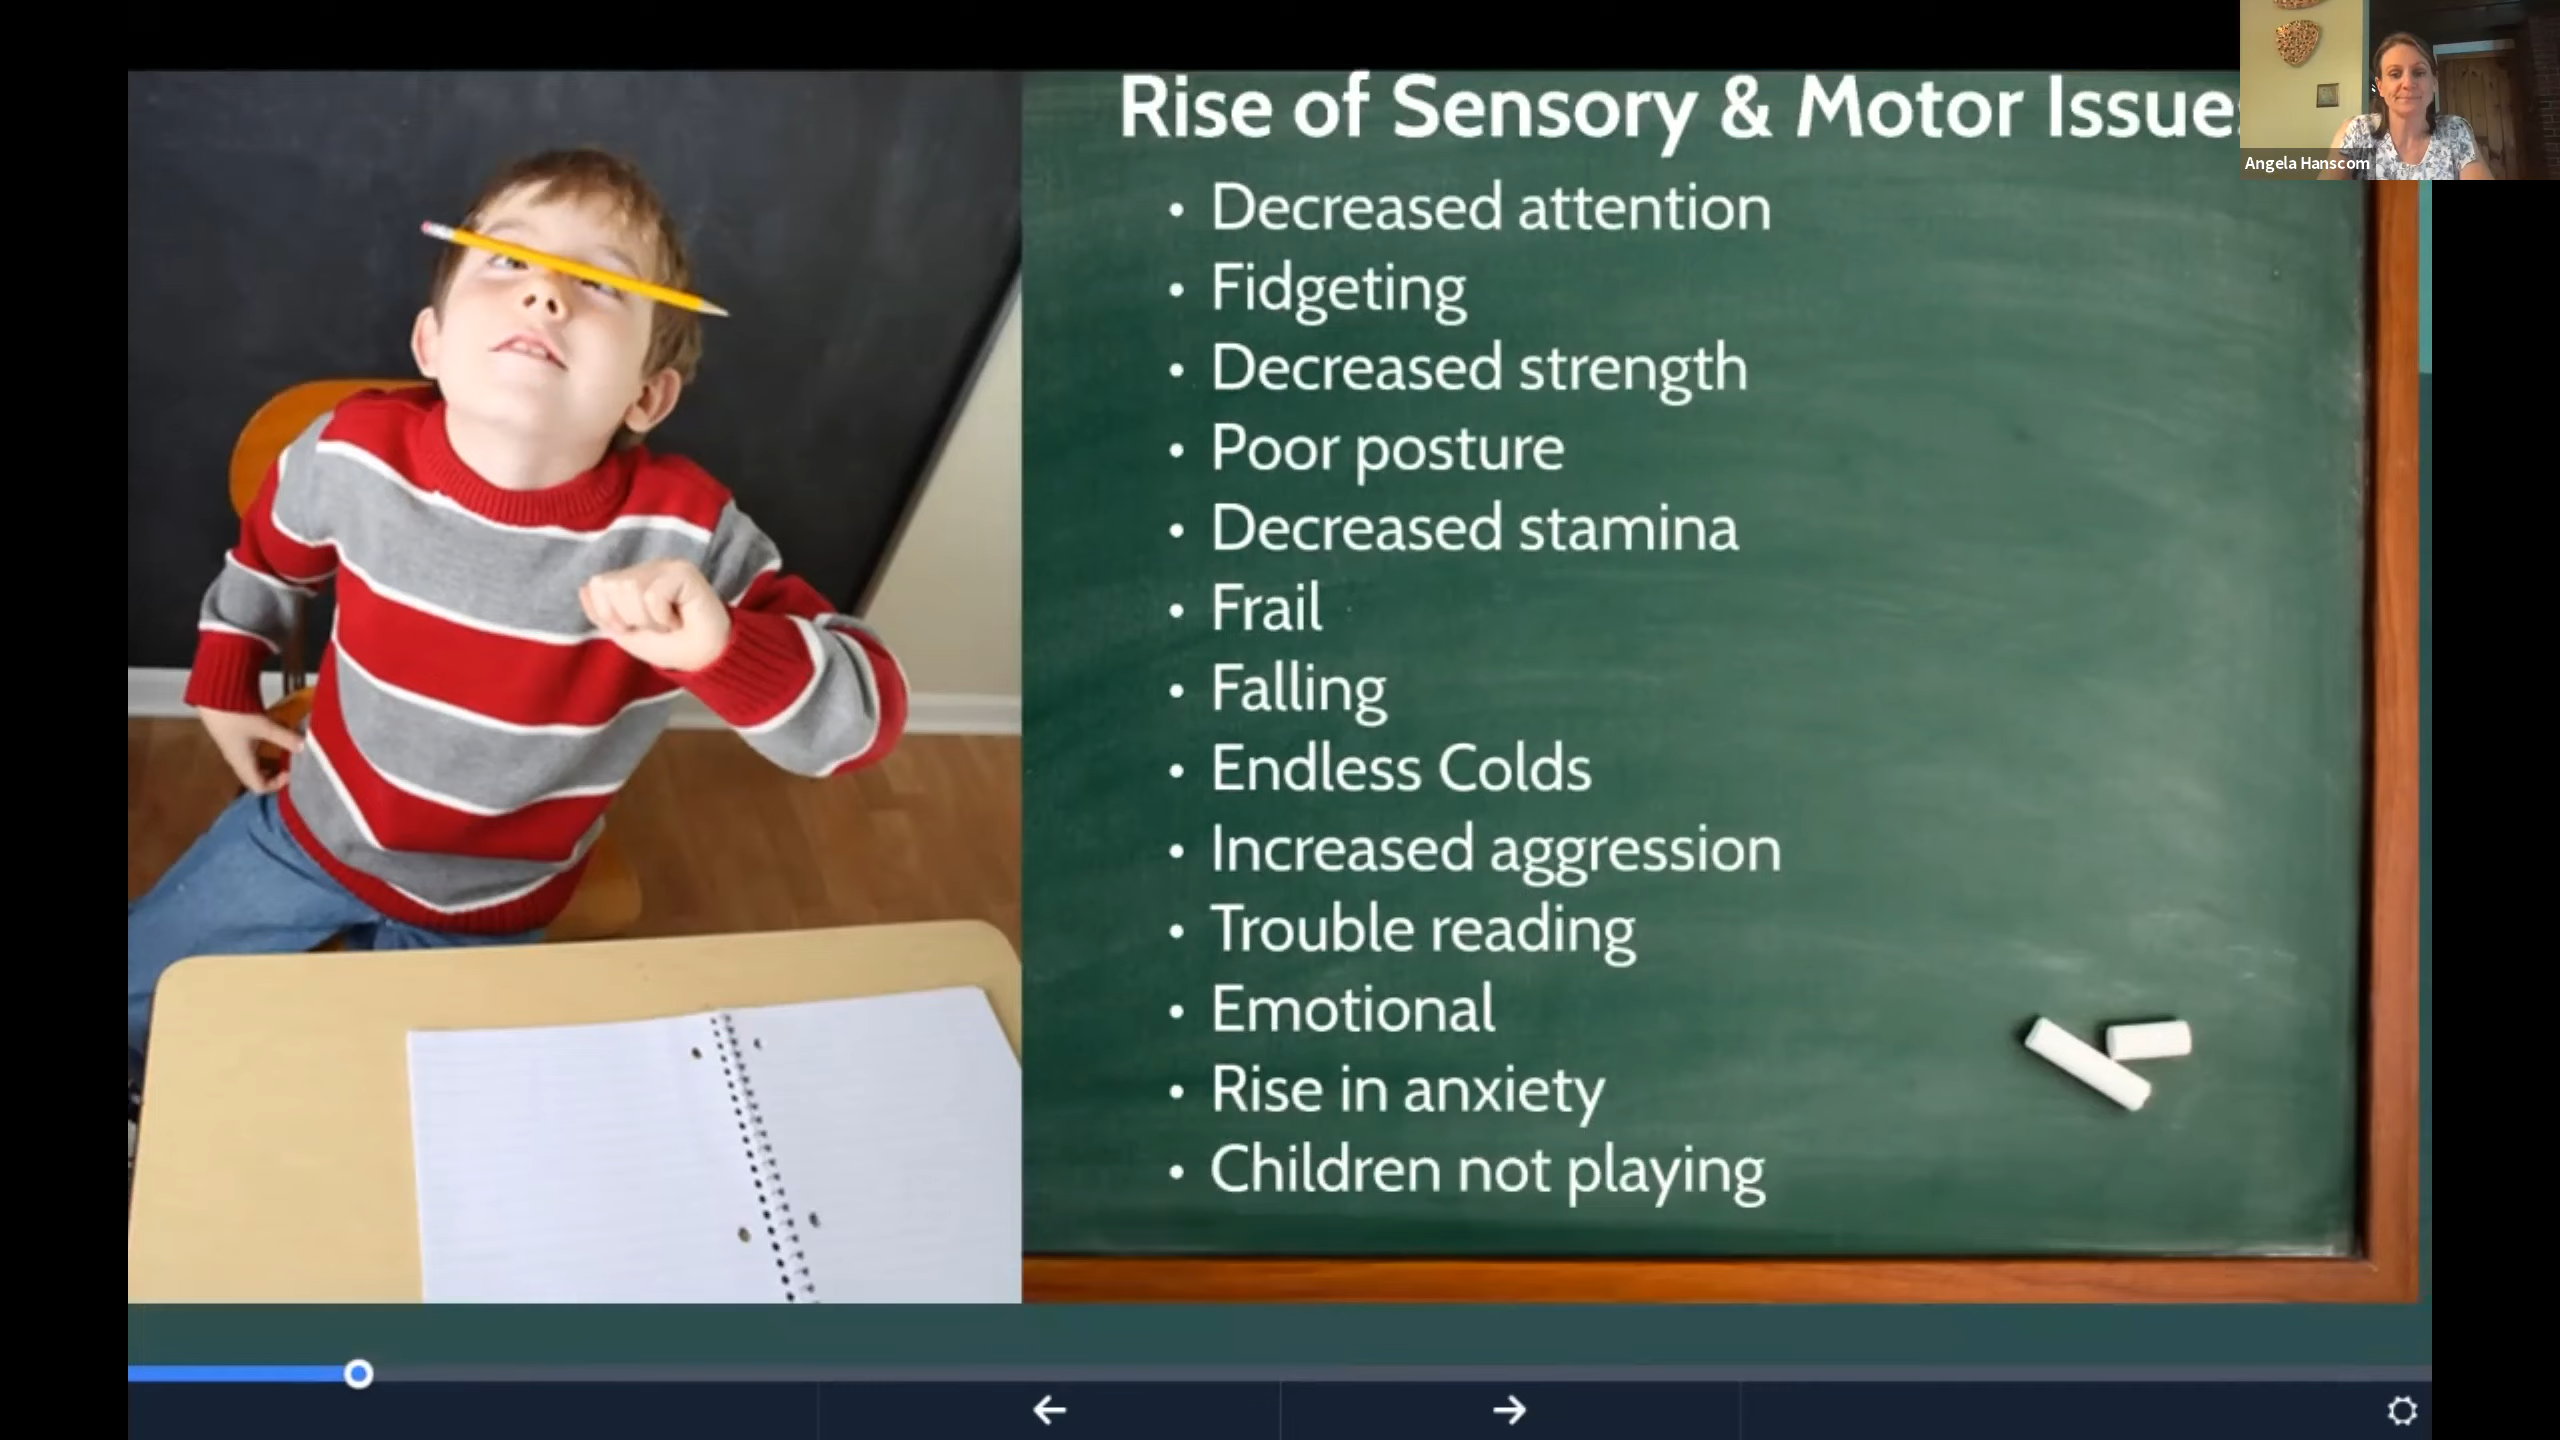 Rise of Sensory & Motor Issues
Angela Hanscom
• Decreased attention
• Fidgeting
• Decreased strength
• Poor posture
• Decreased stamina
• Frail
• Falling
• Endless Colds
• Increased aggression
• Trouble reading
• Emotional
• Rise in anxiety
• Children not playing